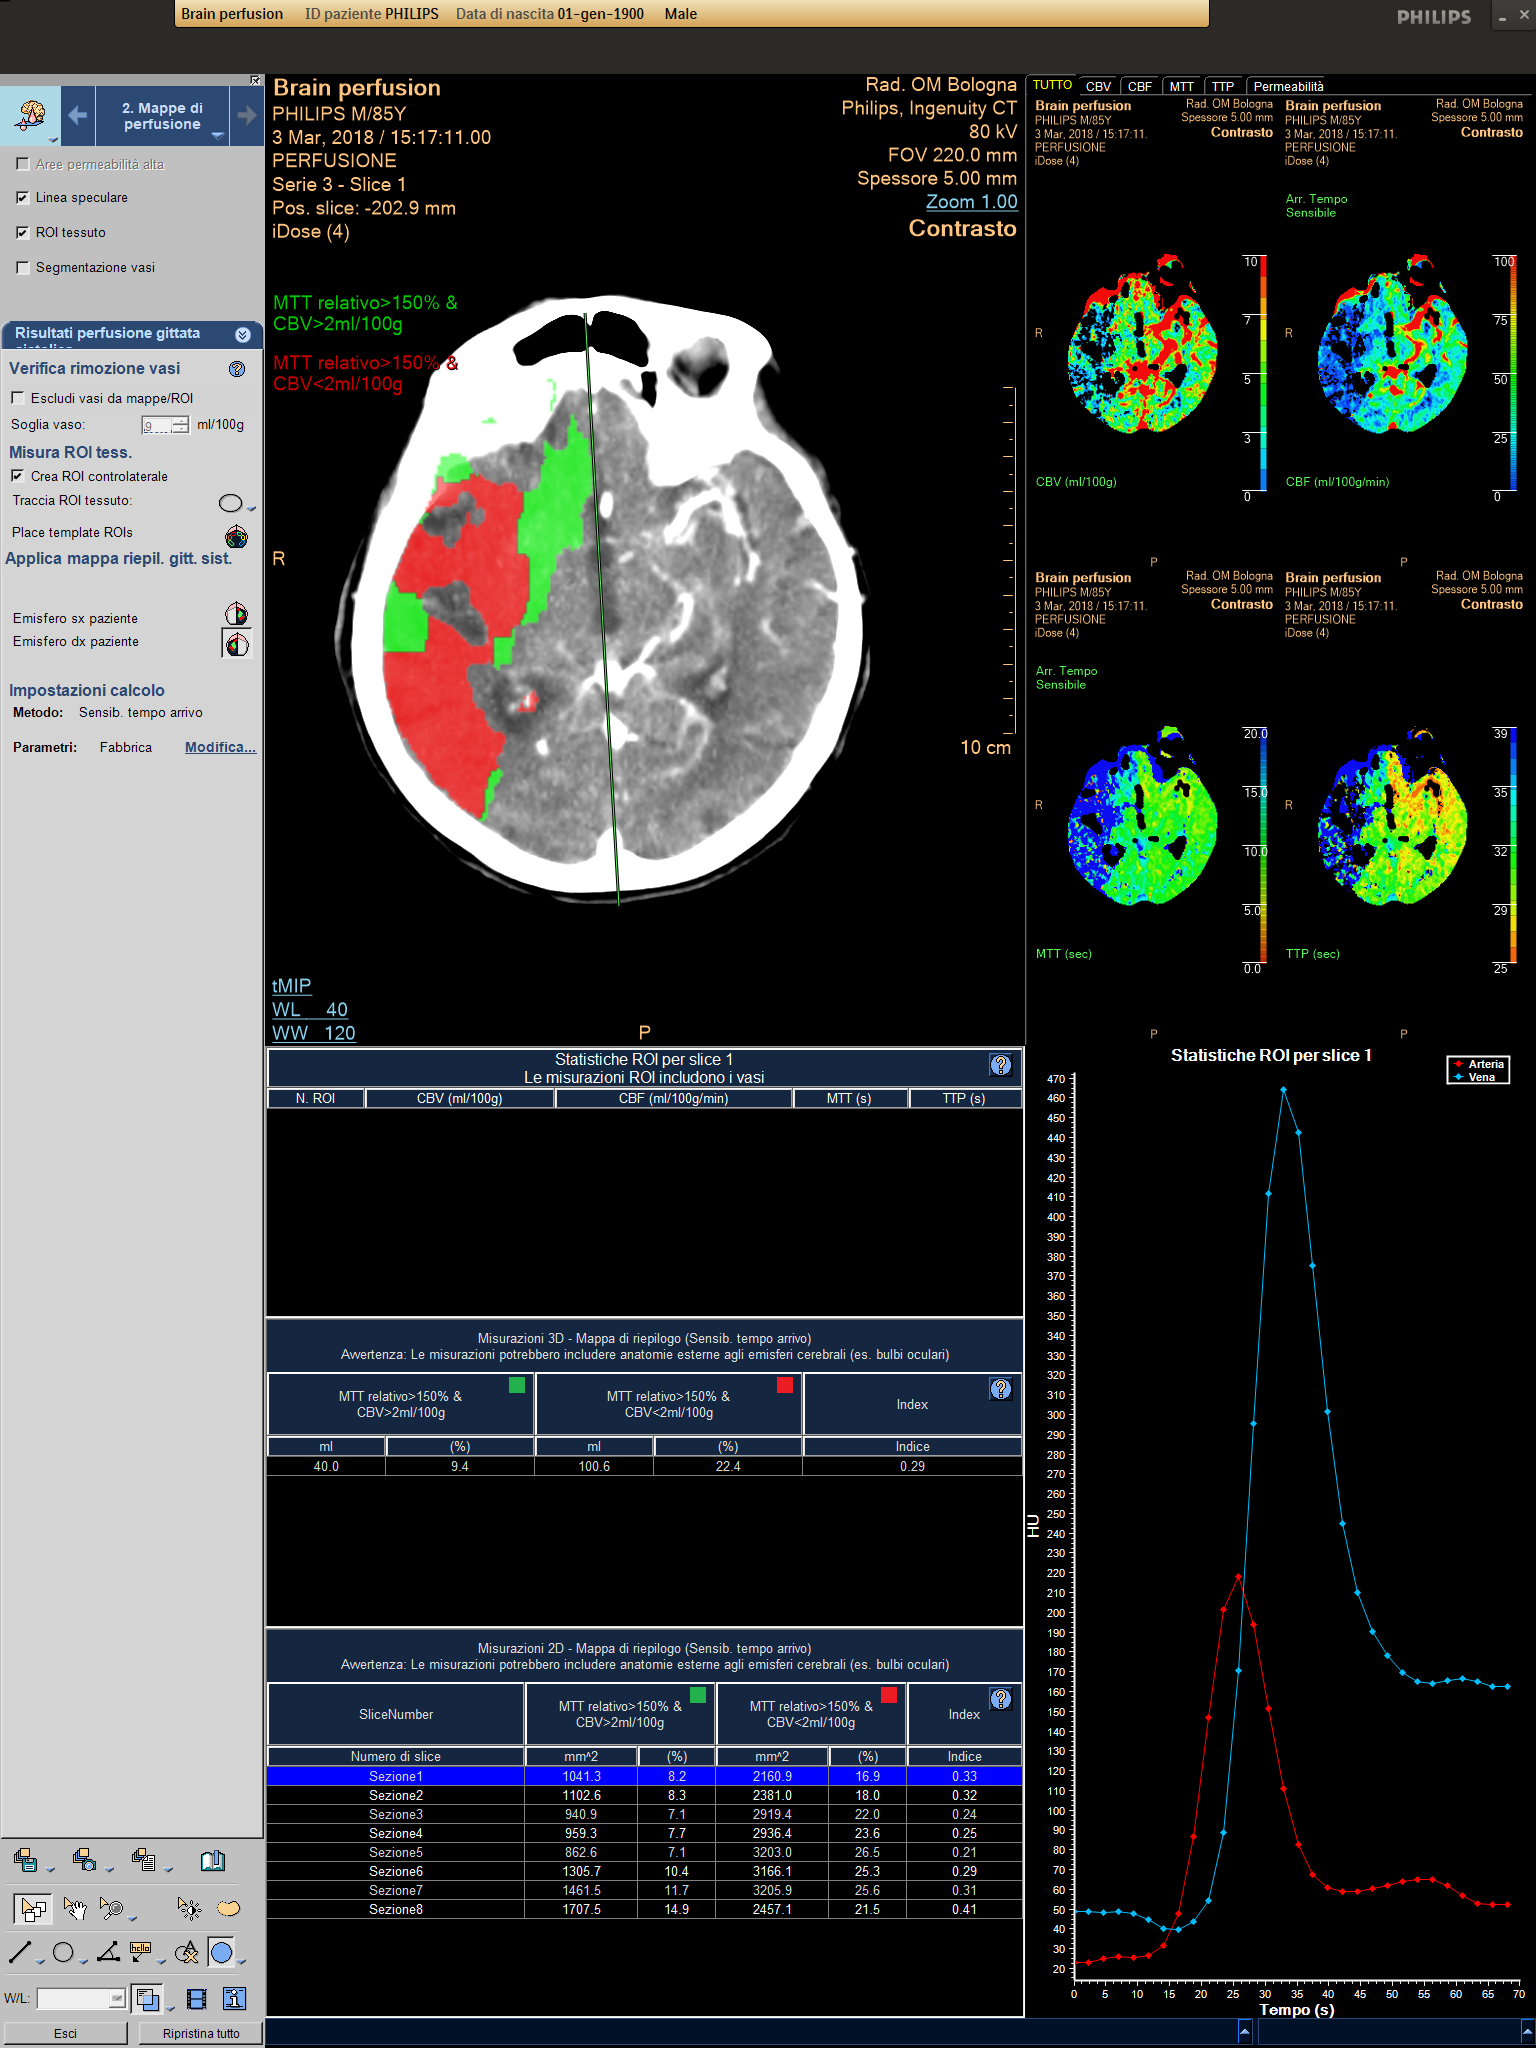 Brain perfusion ID paziente PHILIPS Data di nascita 01-gen-1900 Male
PHILIPS
2. Mappe di
perfusione
Aree permeabilità alta
Linea speculare
ROI tessuto
Segmentazione vasi
Risultati perfusione gittata
Verifica rimozione vasi
Escludi vasi da mappe/ROI
Soglia vaso: 9 ml/100g
Misura ROI tess.
Crea ROI controlaterale
Traccia ROI tessuto:
Place template ROIs
Applica mappa riepil. gitt. sist.
Emisfero sx paziente
Emisfero dx paziente
Impostazioni calcolo
Metodo: Sensib. tempo arrivo
Parametri: Fabbrica Modifica...
hello
W/L:
Esci Ripristina tutto
Brain perfusion
PHILIPS M/85Y
3 Mar, 2018 / 15:17:11.00
PERFUSIONE
Serie 3 - Slice 1
Pos. slice: -202.9 mm
iDose (4)
Rad. OM Bologna
Philips, Ingenuity CT
80 kV
FOV 220.0 mm
Spessore 5.00 mm
Zoom 1.00
Contrasto
MTT relativo>150% &
CBV>2ml/100g
MTT relativo>150% &
CBV<2ml/100g
R
10 cm
tMIP
WL 40
WW 120
P
TUTTO CBV CBF MTT TTP Permeabilità
Brain perfusion
PHILIPS M/85Y
3 Mar, 2018 / 15:17:11.
PERFUSIONE
iDose (4)
Rad. OM Bologna
Spessore 5.00 mm
Contrasto
R
10
7
5
3
0
CBV (ml/100g)
P
Brain perfusion
PHILIPS M/85Y
3 Mar, 2018 / 15:17:11.
PERFUSIONE
iDose (4)
Rad. OM Bologna
Spessore 5.00 mm
Contrasto
Arr. Tempo
Sensibile
R
100
75
50
25
0
CBF (ml/100g/min)
P
Brain perfusion
PHILIPS M/85Y
3 Mar, 2018 / 15:17:11.
PERFUSIONE
iDose (4)
Rad. OM Bologna
Spessore 5.00 mm
Contrasto
Arr. Tempo
Sensibile
R
20.0
15.0
10.0
5.0
0.0
MTT (sec)
P
Brain perfusion
PHILIPS M/85Y
3 Mar, 2018 / 15:17:11.
PERFUSIONE
iDose (4)
Rad. OM Bologna
Spessore 5.00 mm
Contrasto
R
39
35
32
29
25
TTP (sec)
P
Statistiche ROI per slice 1
Le misurazioni ROI includono i vasi
N. ROI CBV (ml/100g) CBF (ml/100g/min) MTT (s) TTP (s)
Misurazioni 3D - Mappa di riepilogo (Sensib. tempo arrivo)
Avvertenza: Le misurazioni potrebbero includere anatomie esterne agli emisferi cerebrali (es. bulbi oculari)
MTT relativo>150% &
CBV>2ml/100g
MTT relativo>150% &
CBV<2ml/100g
Index
ml (%) ml (%) Indice
40.0 9.4 100.6 22.4 0.29
Misurazioni 2D - Mappa di riepilogo (Sensib. tempo arrivo)
Avvertenza: Le misurazioni potrebbero includere anatomie esterne agli emisferi cerebrali (es. bulbi oculari)
SliceNumber
MTT relativo>150% &
CBV>2ml/100g
MTT relativo>150% &
CBV<2ml/100g
Index
Numero di slice mm^2 (%) mm^2 (%) Indice
Sezione1 1041.3 8.2 2160.9 16.9 0.33
Sezione2 1102.6 8.3 2381.0 18.0 0.32
Sezione3 940.9 7.1 2919.4 22.0 0.24
Sezione4 959.3 7.7 2936.4 23.6 0.25
Sezione5 862.6 7.1 3203.0 26.5 0.21
Sezione6 1305.7 10.4 3166.1 25.3 0.29
Sezione7 1461.5 11.7 3205.9 25.6 0.31
Sezione8 1707.5 14.9 2457.1 21.5 0.41
Statistiche ROI per slice 1
Arteria
Vena
470
460
450
440
430
420
410
400
390
380
370
360
350
340
330
320
310
300
290
280
270
260
250
240
230
220
210
200
190
180
170
160
150
140
130
120
110
100
90
80
70
60
50
40
30
20
HU
0 5 10 15 20 25 30 35 40 45 50 55 60 65 70
Tempo (s)